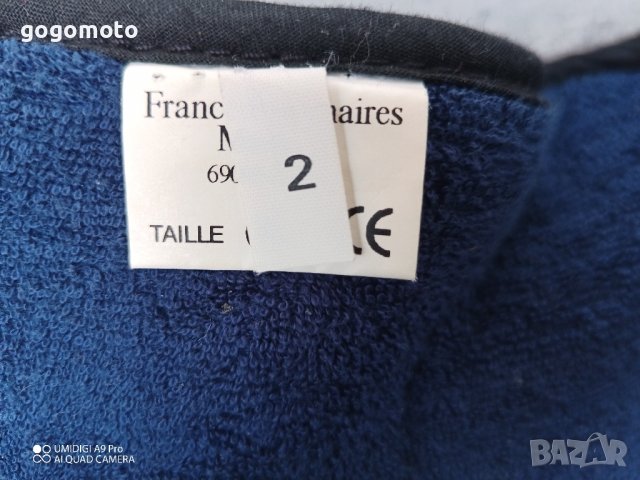 gogomoto
Franc naires
M
690
2
TAILLE CE
UMIDIGI A9 Pro
AI QUAD CAMERA
BAZAR